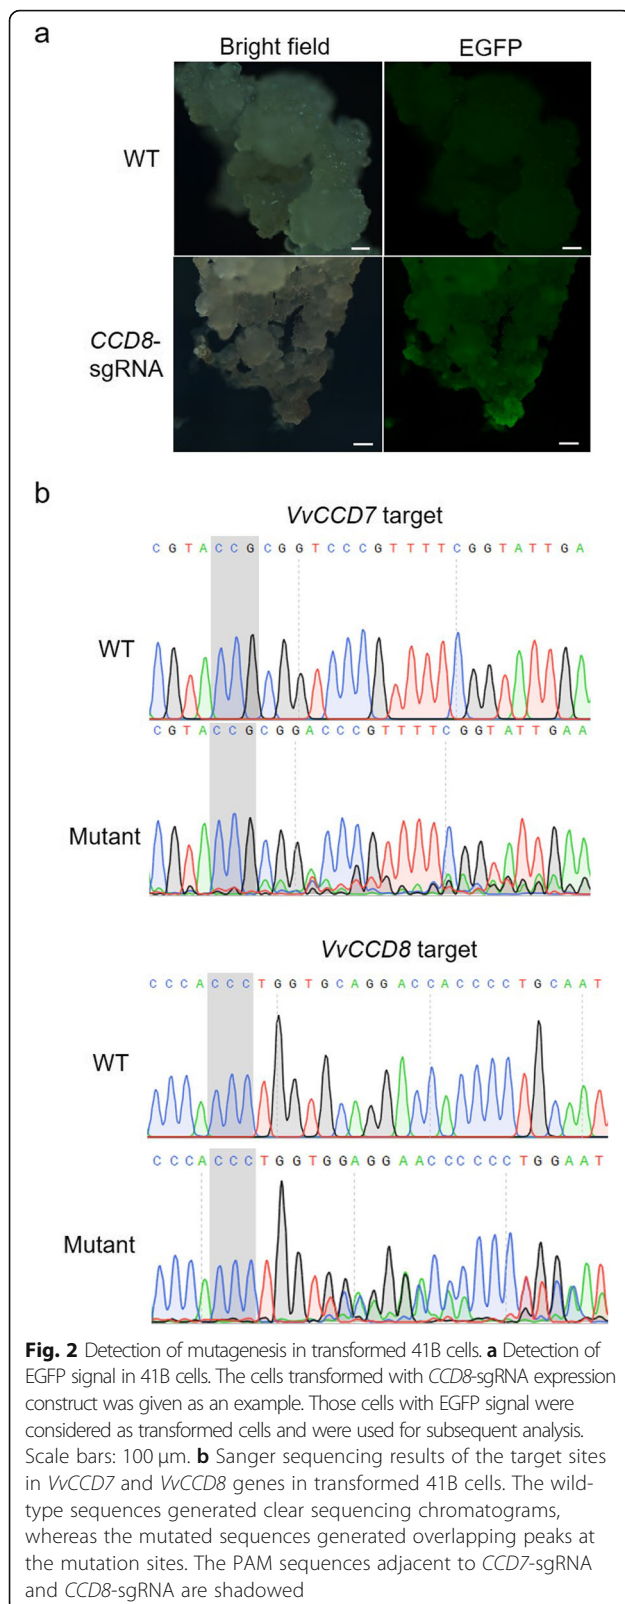 a
Bright field EGFP
WT
CCD8-
sgRNA
b
VvCCD7 target
C G T A C C G C G G T C C C G T T T T C G G T A T T G A
WT
C G T A C C G C G G A C C C G T T T T C G G T A T T G A A
Mutant
VvCCD8 target
C C C A C C C T G G T G C A G G A C C A C C C C T G C A A T
WT
C C C A C C C T G G T G G A G G A A C C C C C C T G G A A T
Mutant
Fig. 2 Detection of mutagenesis in transformed 41B cells. a Detection of
EGFP signal in 41B cells. The cells transformed with CCD8-sgRNA expression
construct was given as an example. Those cells with EGFP signal were
considered as transformed cells and were used for subsequent analysis.
Scale bars: 100 μm. b Sanger sequencing results of the target sites
in VvCCD7 and VvCCD8 genes in transformed 41B cells. The wild-
type sequences generated clear sequencing chromatograms,
whereas the mutated sequences generated overlapping peaks at
the mutation sites. The PAM sequences adjacent to CCD7-sgRNA
and CCD8-sgRNA are shadowed